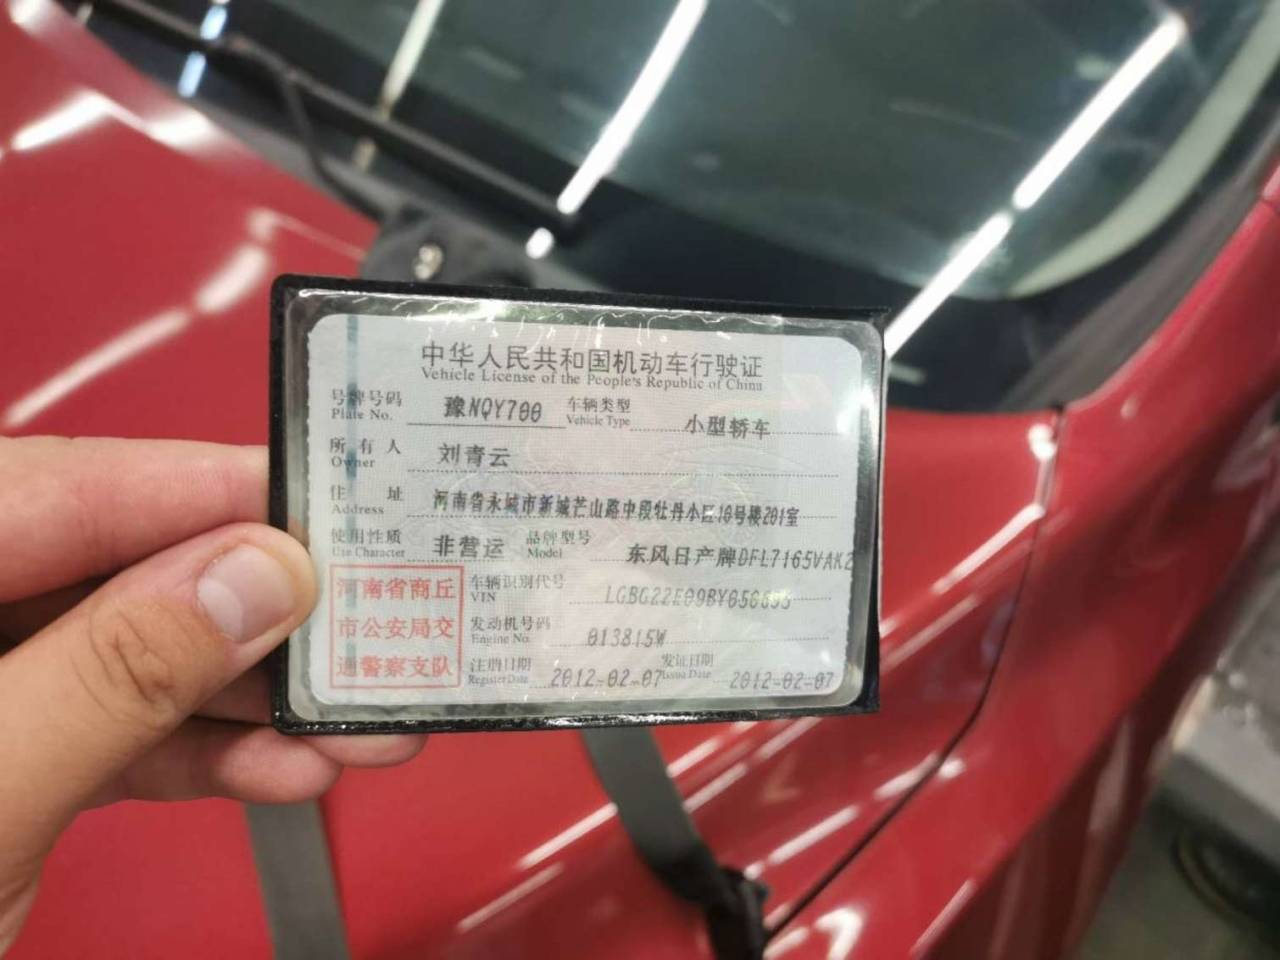 中华人民共和国机动车行驶证
Vehicle License of the People's Republic of China
号牌号码 豫NQY700 车辆类型 小型轿车
Plate No. Vehicle Type
所有人 刘青云
Owner
住址 河南省永城市新城芒山路中段牡丹小区10号楼201室
Address
使用性质 非营运 品牌型号 东风日产牌DFL7165VAK2
Use Character Model
河南省商丘
市公安局交
通警察支队
车辆识别代号
VIN
发动机号码 013815W
Engine No.
注册日期 2012-02-07 发证日期 2012-02-07
Register Date Issue Date